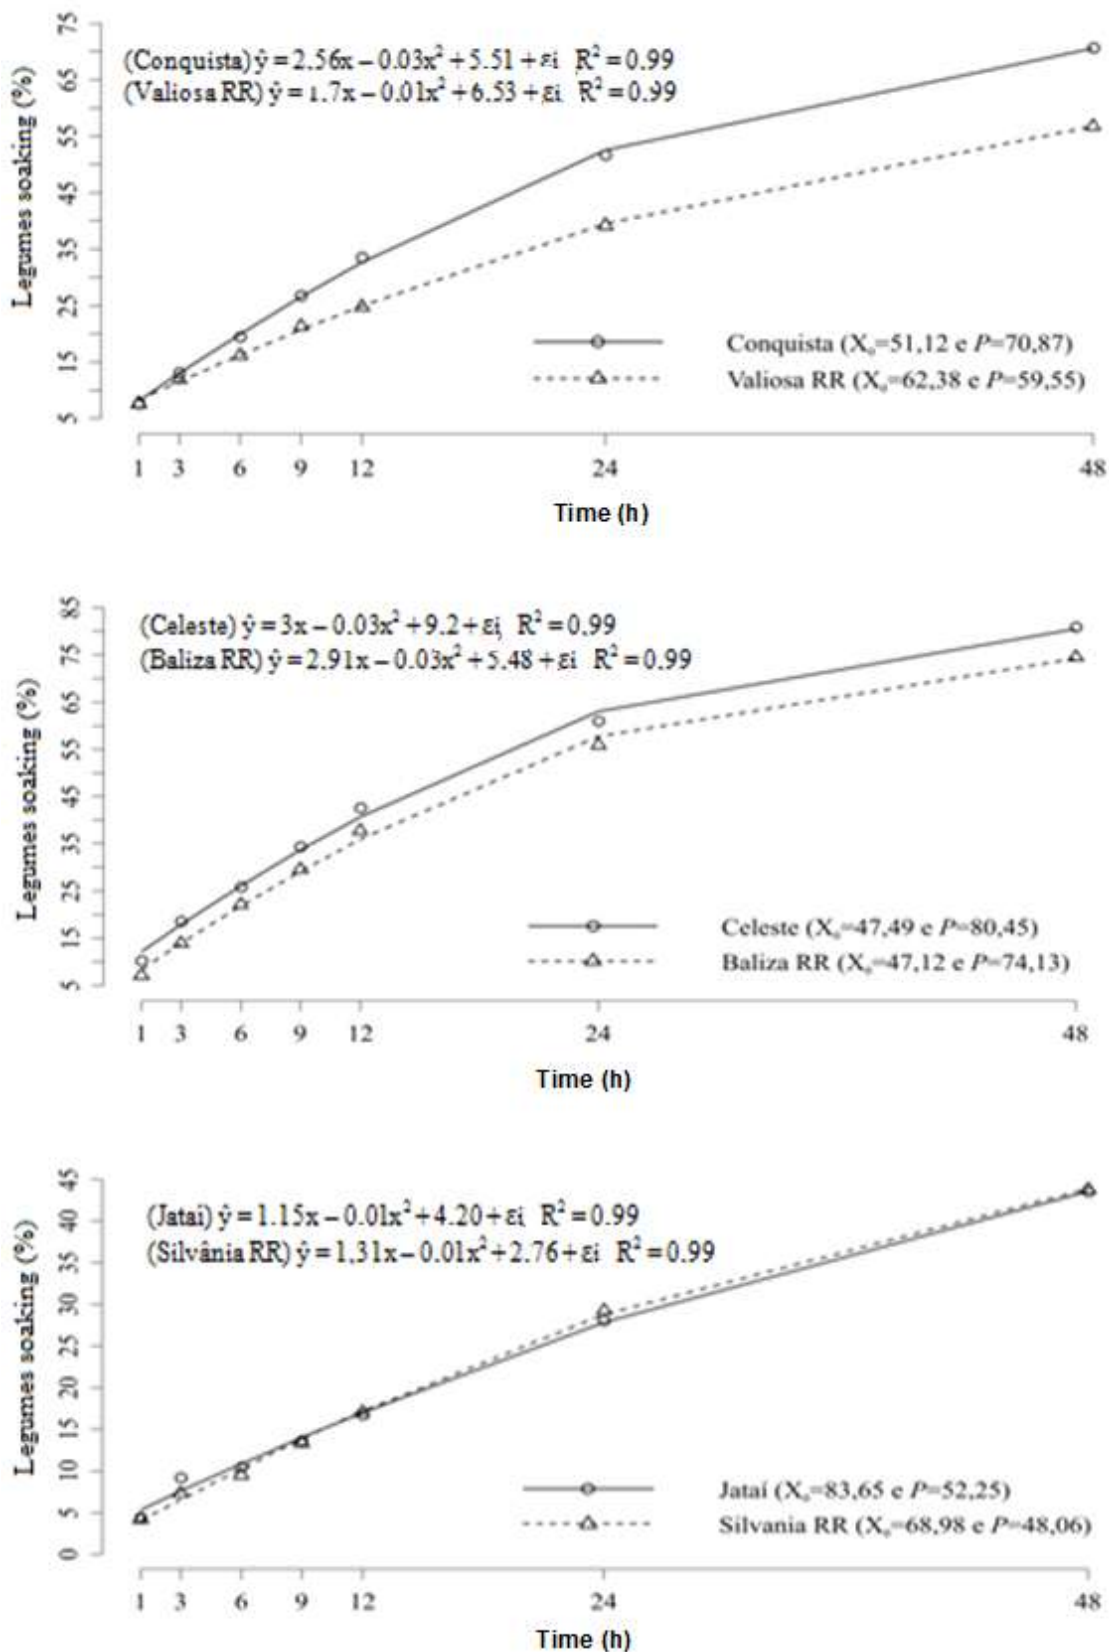 Legumes soaking (%)
75
65
55
45
35
25
15
5
(Conquista) ŷ = 2.56x − 0.03x² + 5.51 + εi R² = 0.99
(Valiosa RR) ŷ = 1.7x − 0.01x² + 6.53 + εi R² = 0.99
Conquista (Xₒ=51,12 e P=70,87)
Valiosa RR (Xₒ=62,38 e P=59,55)
1 3 6 9 12 24 48
Time (h)
Legumes soaking (%)
85
75
65
55
45
35
25
15
5
(Celeste) ŷ = 3x − 0.03x² + 9.2 + εi R² = 0.99
(Baliza RR) ŷ = 2.91x − 0.03x² + 5.48 + εi R² = 0.99
Celeste (Xₒ=47,49 e P=80,45)
Baliza RR (Xₒ=47,12 e P=74,13)
1 3 6 9 12 24 48
Time (h)
Legumes soaking (%)
45
40
35
30
25
20
15
10
5
0
(Jataí) ŷ = 1.15x − 0.01x² + 4.20 + εi R² = 0.99
(Silvânia RR) ŷ = 1,31x − 0.01x² + 2.76 + εi R² = 0.99
Jataí (Xₒ=83,65 e P=52,25)
Silvania RR (Xₒ=68,98 e P=48,06)
1 3 6 9 12 24 48
Time (h)